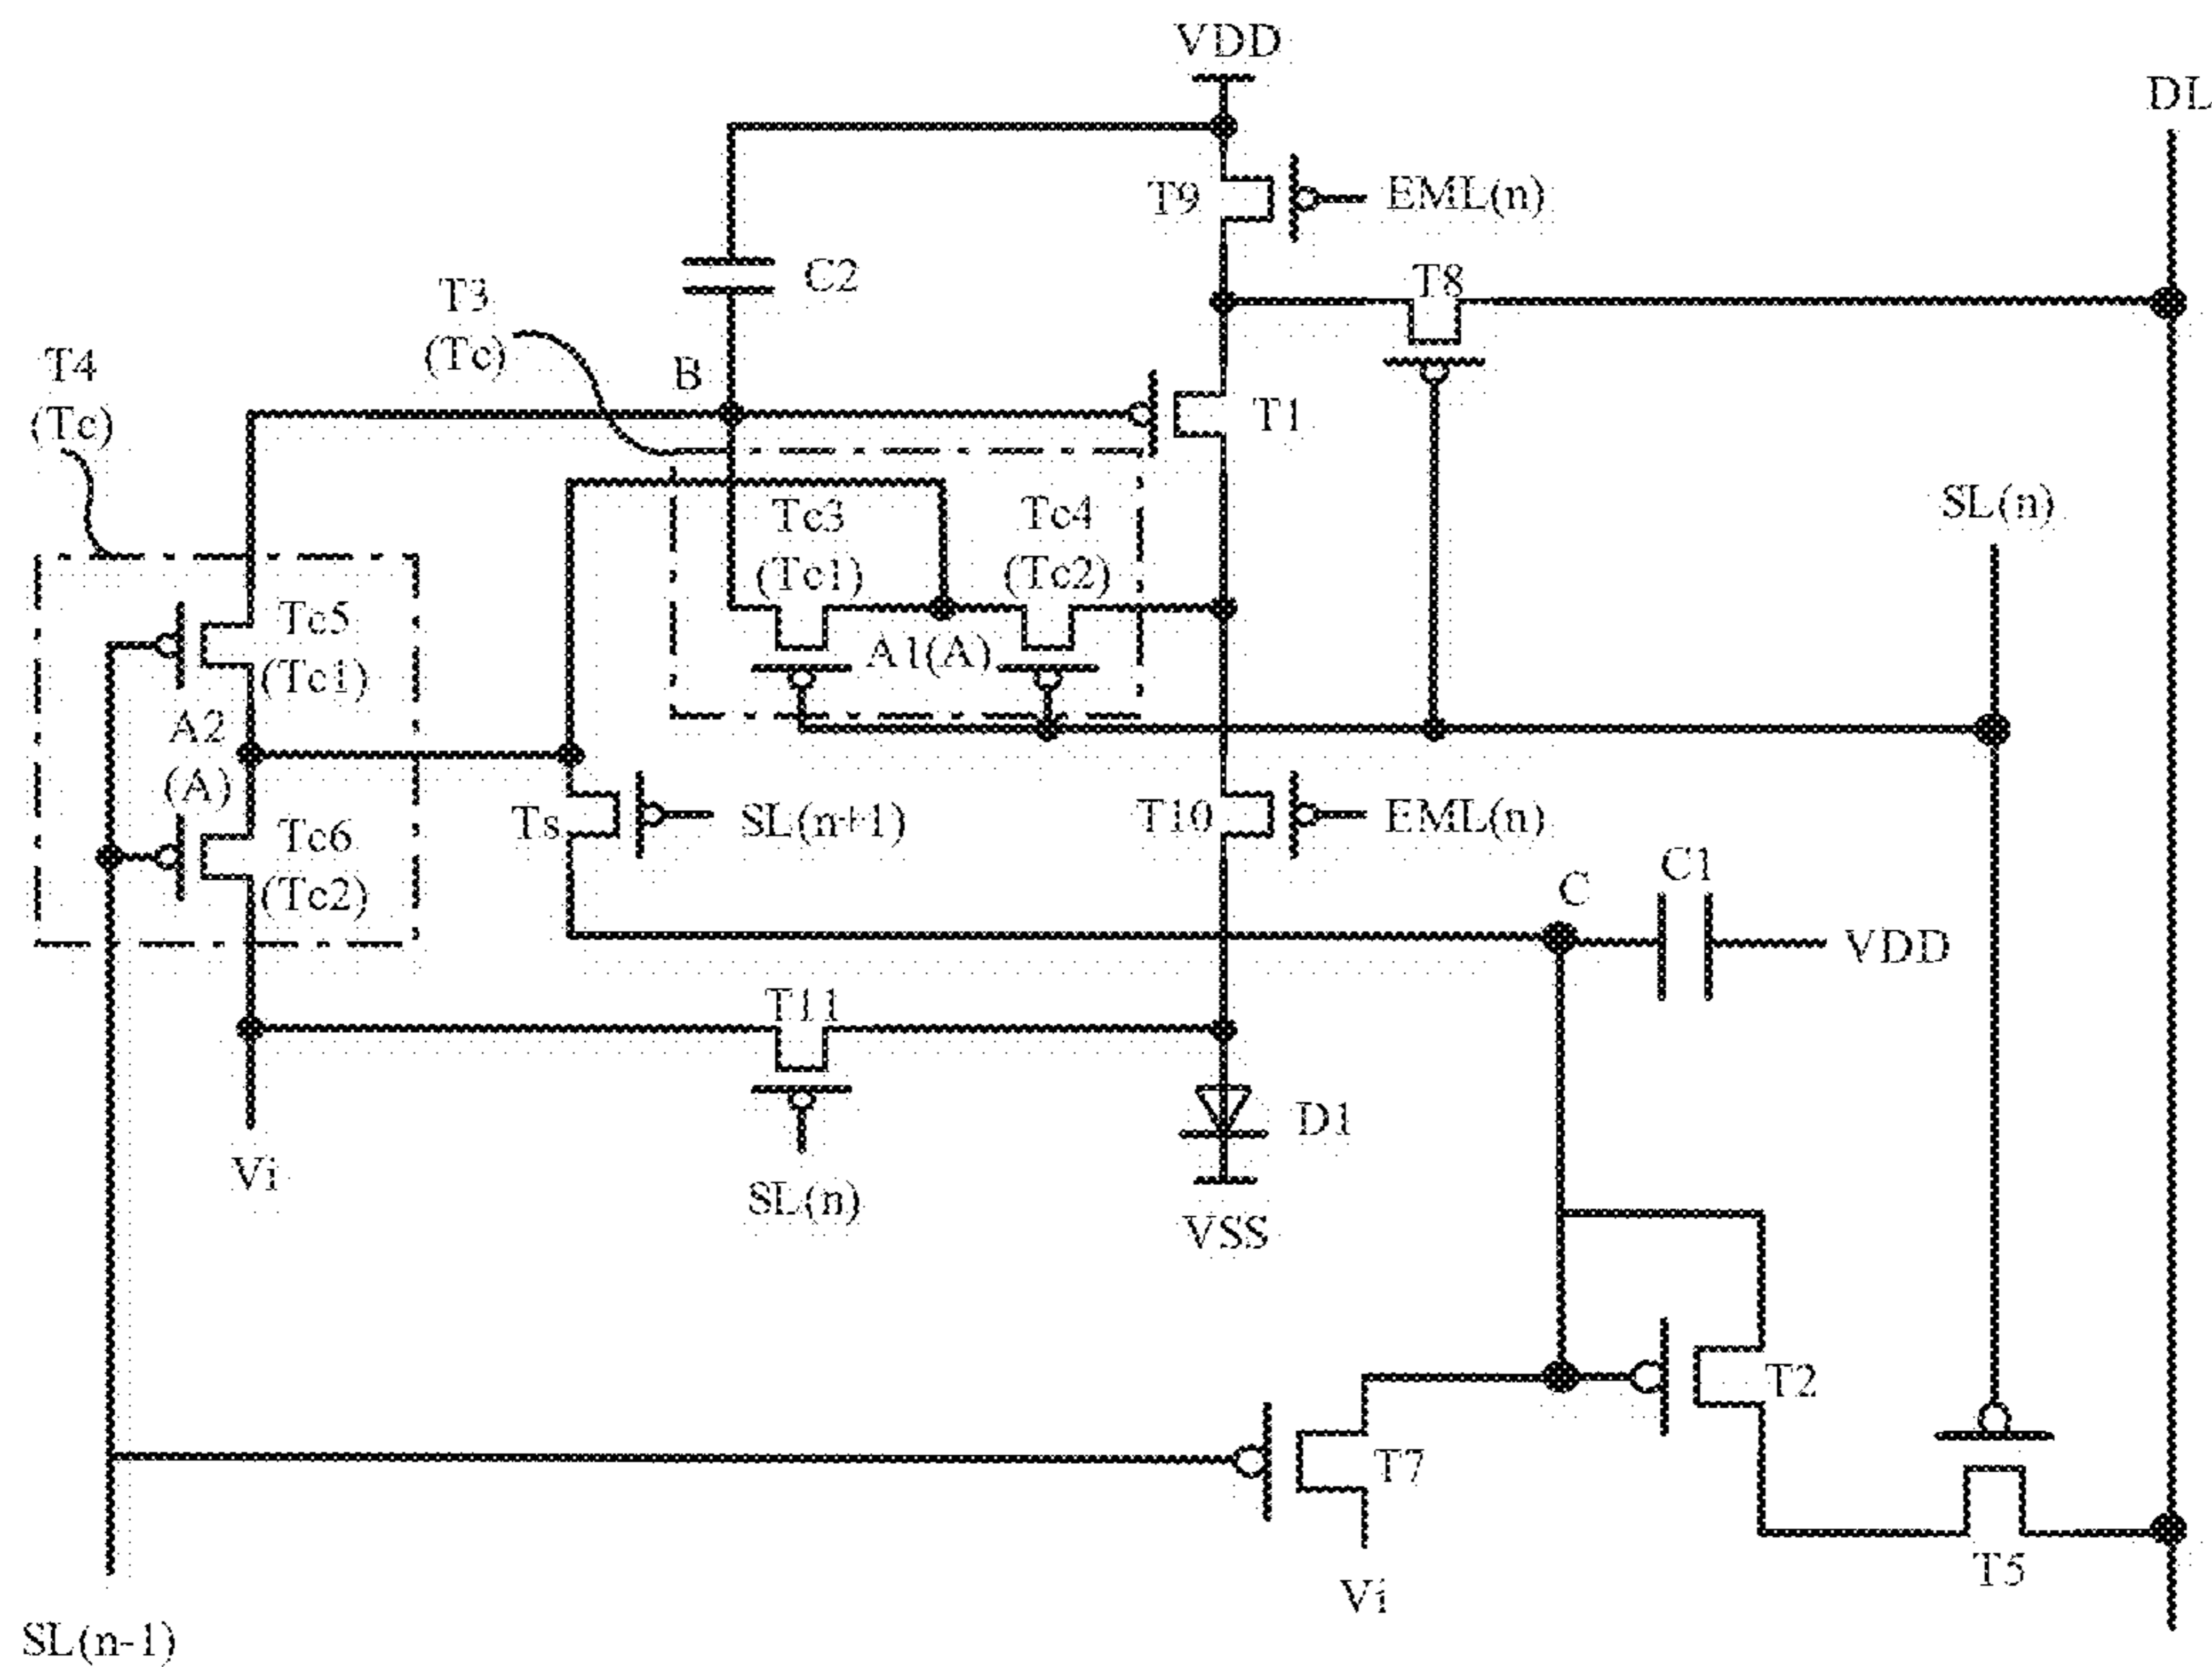 VDD
DL
T9
EML(n)
T8
C2
T3
(Tc)
T4
(Tc)
B
T1
SL(n)
Tc3
(Tc1)
Tc4
(Tc2)
A1(A)
Tc5
(Tc1)
A2
(A)
Tc6
(Tc2)
Ts
SL(n+1)
T10
EML(n)
C
C1
VDD
T11
SL(n)
Vi
D1
VSS
T2
T7
Vi
T5
SL(n-1)